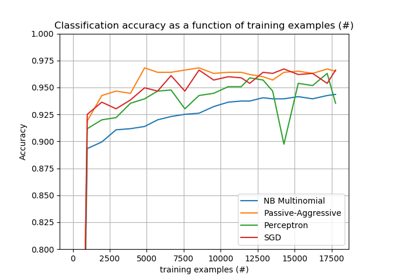 Classification accuracy as a function of training examples (#)
1.000
0.975
0.950
0.925
0.900
0.875
0.850
0.825
0.800
Accuracy
NB Multinomial
Passive-Aggressive
Perceptron
SGD
0 2500 5000 7500 10000 12500 15000 17500
training examples (#)